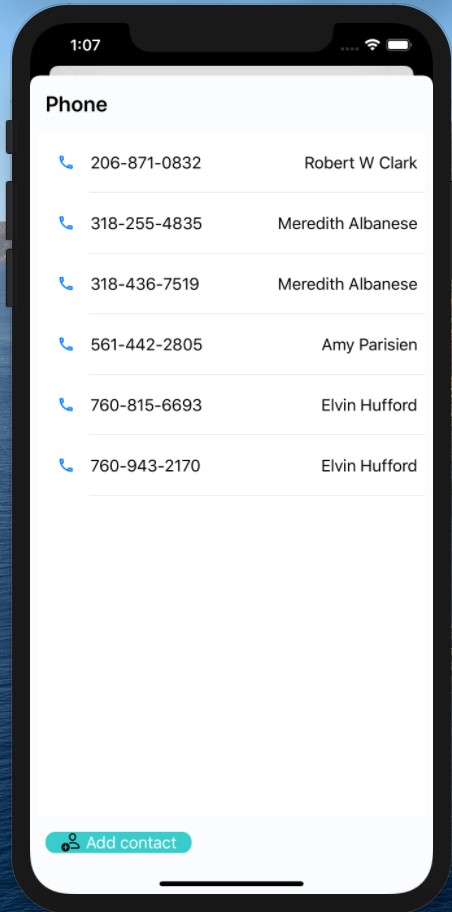 1:07
Phone
206-871-0832 Robert W Clark
318-255-4835 Meredith Albanese
318-436-7519 Meredith Albanese
561-442-2805 Amy Parisien
760-815-6693 Elvin Hufford
760-943-2170 Elvin Hufford
Add contact